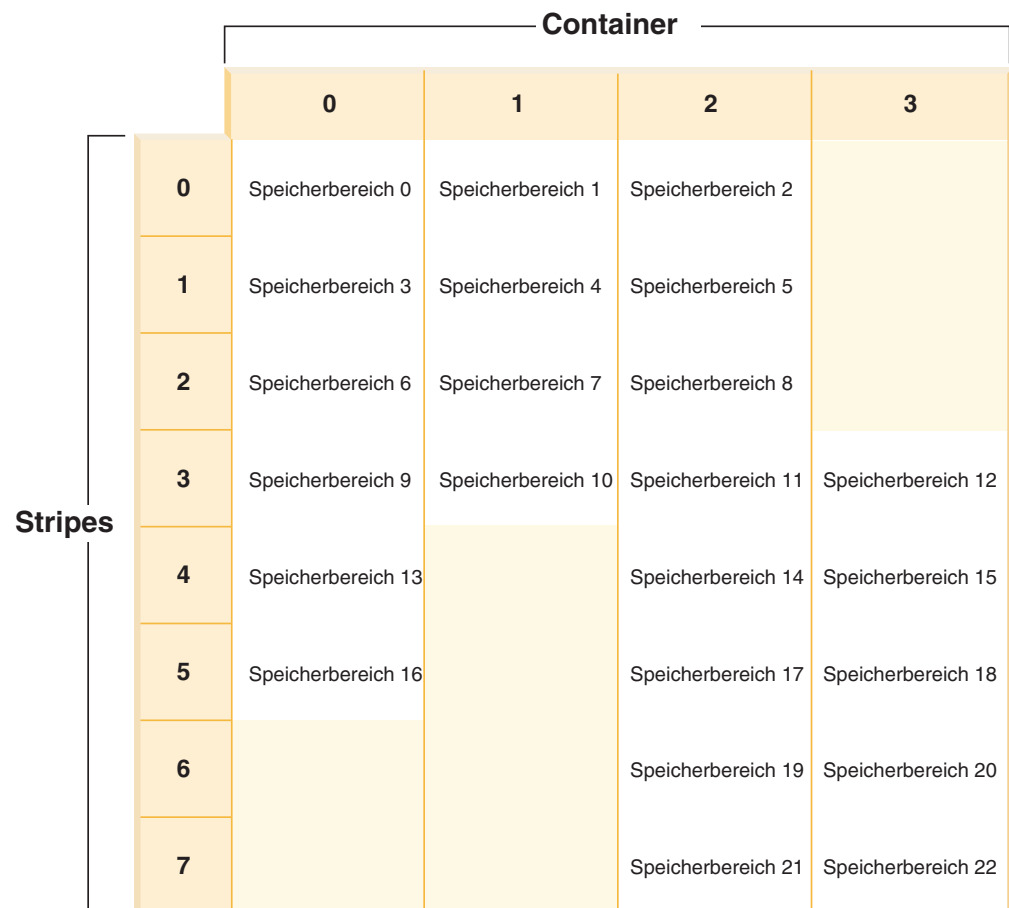 Container
0 1 2 3
0 Speicherbereich 0 Speicherbereich 1 Speicherbereich 2
1 Speicherbereich 3 Speicherbereich 4 Speicherbereich 5
2 Speicherbereich 6 Speicherbereich 7 Speicherbereich 8
3 Speicherbereich 9 Speicherbereich 10 Speicherbereich 11 Speicherbereich 12
Stripes
4 Speicherbereich 13 Speicherbereich 14 Speicherbereich 15
5 Speicherbereich 16 Speicherbereich 17 Speicherbereich 18
6 Speicherbereich 19 Speicherbereich 20
7 Speicherbereich 21 Speicherbereich 22